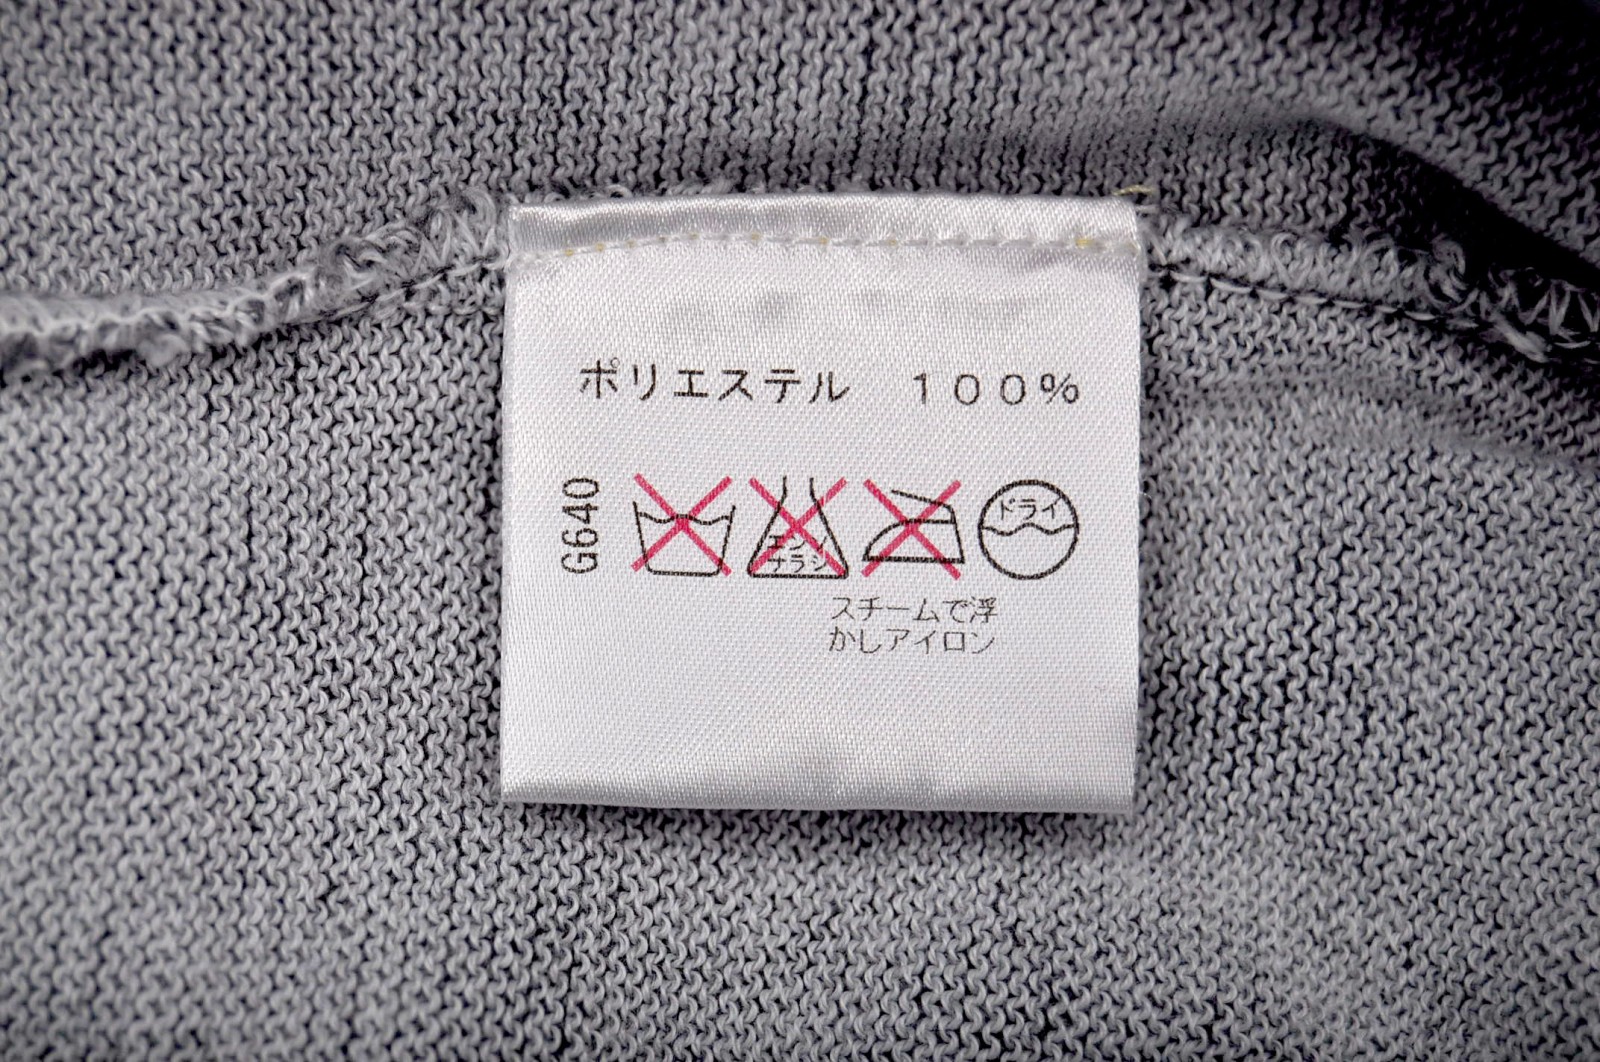 ポリエステル　100%
G640
エンソ
サラシ
ドライ
スチームで浮
かしアイロン